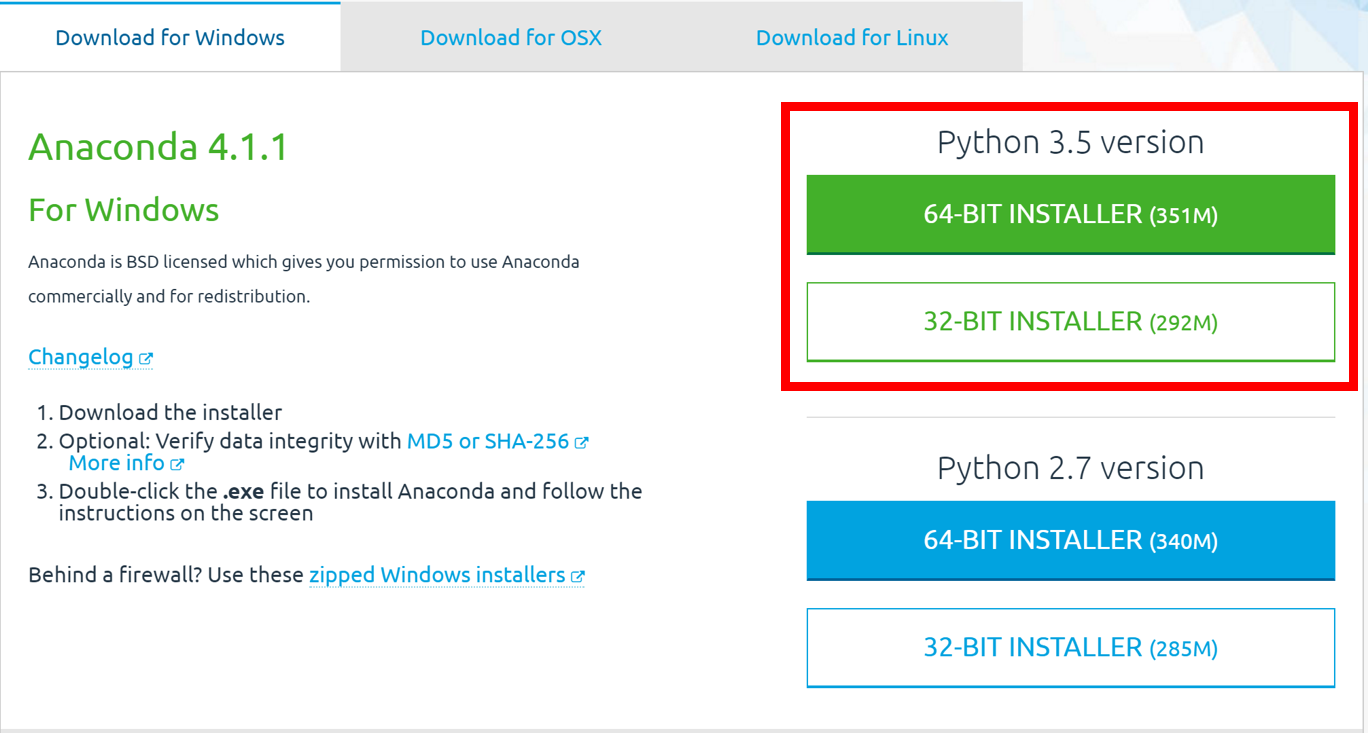 Download for Windows
Download for OSX
Download for Linux
Anaconda 4.1.1
For Windows
Anaconda is BSD licensed which gives you permission to use Anaconda
commercially and for redistribution.
Changelog
1. Download the installer
2. Optional: Verify data integrity with MD5 or SHA-256
More info
3. Double-click the .exe file to install Anaconda and follow the
instructions on the screen
Behind a firewall? Use these zipped Windows installers
Python 3.5 version
64-BIT INSTALLER (351M)
32-BIT INSTALLER (292M)
Python 2.7 version
64-BIT INSTALLER (340M)
32-BIT INSTALLER (285M)